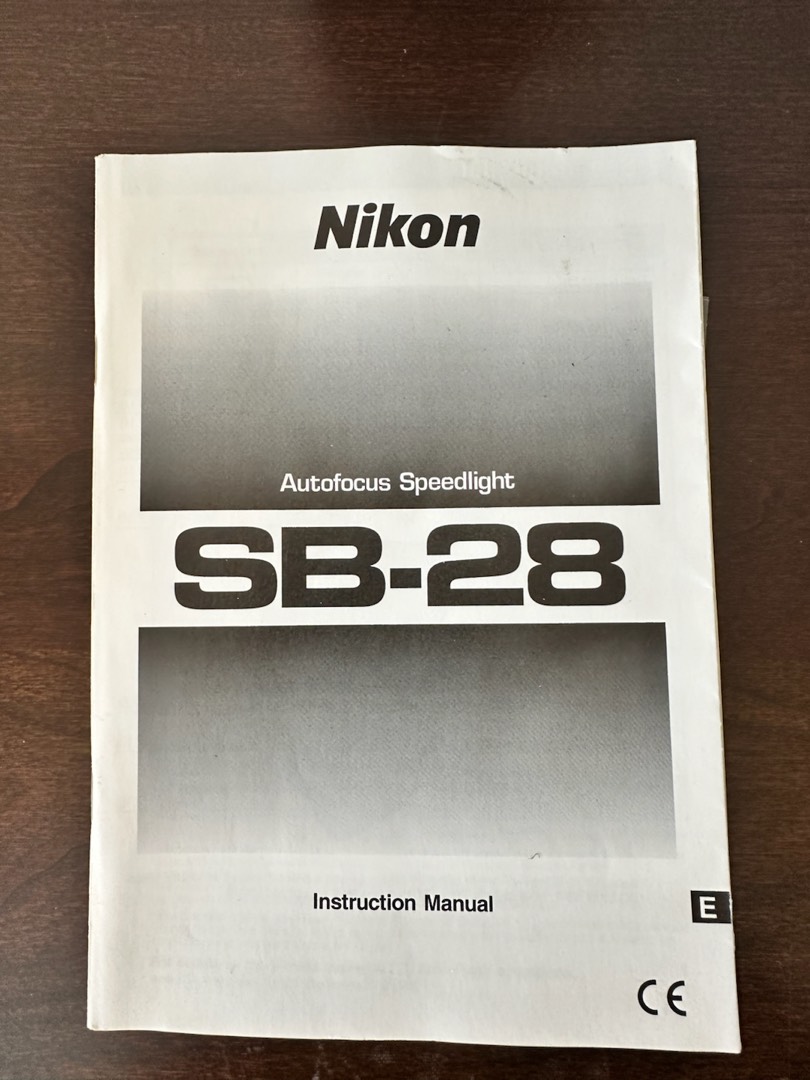 Nikon
Autofocus Speedlight
SB-28
Instruction Manual
E
CE